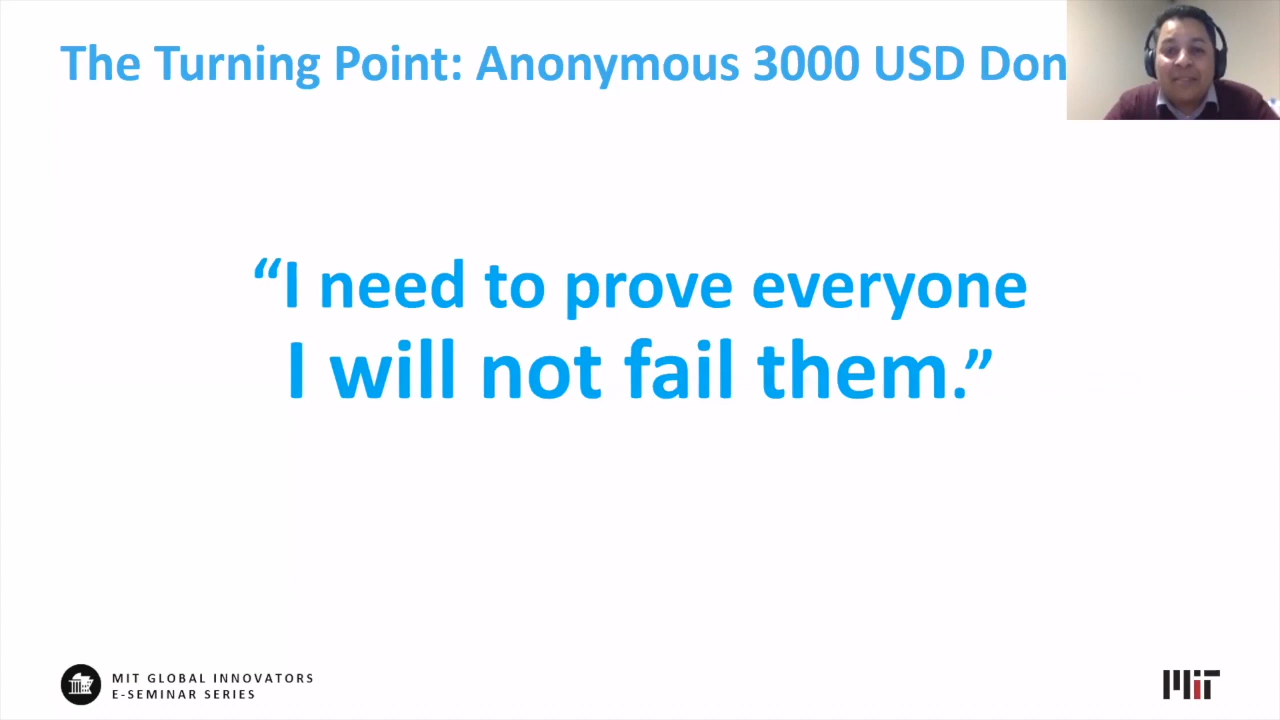 The Turning Point: Anonymous 3000 USD Don
“I need to prove everyone
I will not fail them.”
MIT GLOBAL INNOVATORS
E-SEMINAR SERIES
MIT